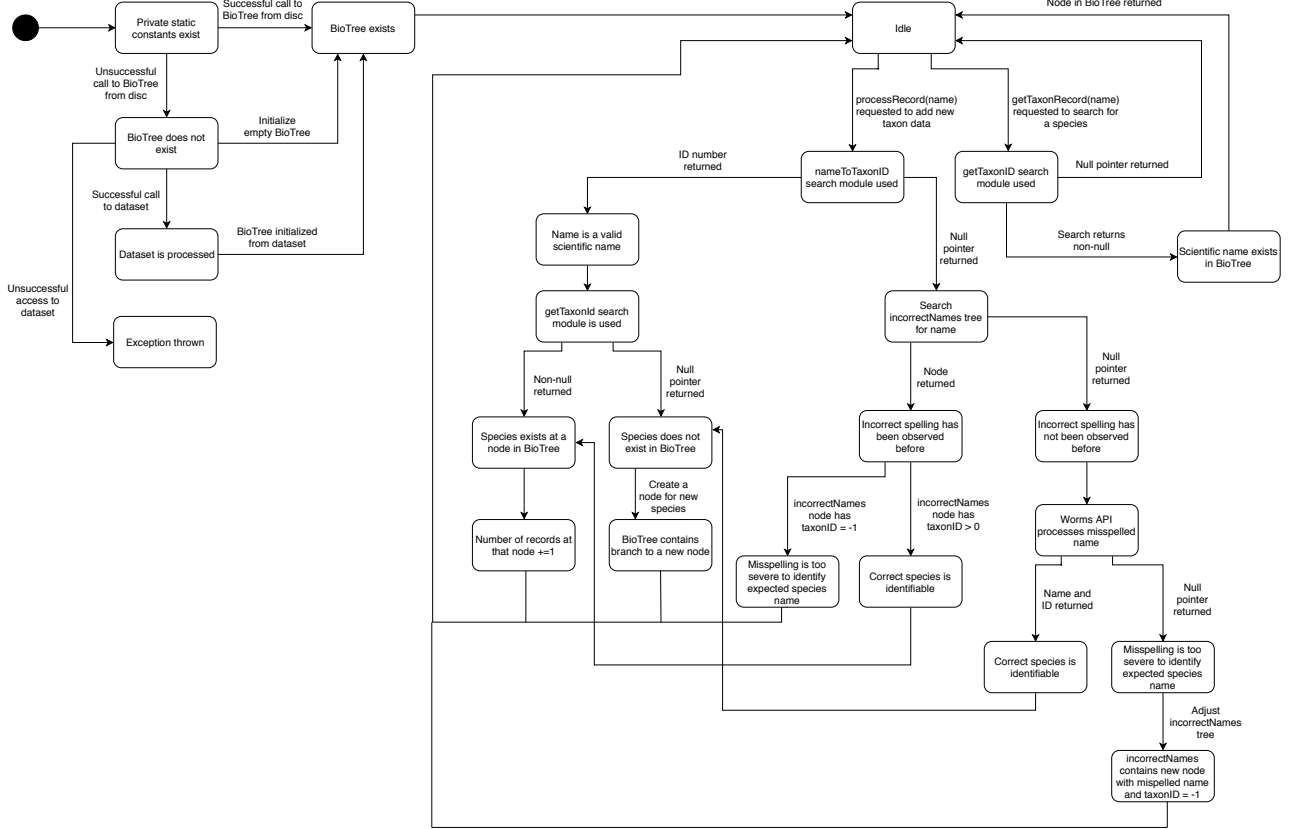 Successful call to
BioTree from disc
Private static
constants exist
BioTree exists
Idle
Node in BioTree returned
Unsuccessful
call to BioTree
from disc
BioTree does not
exist
Initialize
empty BioTree
Successful call
to dataset
Dataset is processed
BioTree initialized
from dataset
Unsuccessful
access to
dataset
Exception thrown
processRecord(name)
requested to add new
taxon data
getTaxonRecord(name)
requested to search for
a species
ID number
returned
nameToTaxonID
search module used
getTaxonID search
module used
Null pointer returned
Name is a valid
scientific name
Null
pointer
returned
Search returns
non-null
Scientific name exists
in BioTree
getTaxonId search
module is used
Search
incorrectNames tree
for name
Non-null
returned
Null
pointer
returned
Node
returned
Null
pointer
returned
Species exists at a
node in BioTree
Species does not
exist in BioTree
Incorrect spelling has
been observed
before
Incorrect spelling has
not been observed
before
Create a
node for new
species
incorrectNames
node has
taxonID = -1
incorrectNames
node has
taxonID > 0
Number of records at
that node +=1
BioTree contains
branch to a new node
Worms API
processes misspelled
name
Misspelling is too
severe to identify
expected species
name
Correct species is
identifiable
Name and
ID returned
Null
pointer
returned
Correct species is
identifiable
Misspelling is too
severe to identify
expected species
name
Adjust
incorrectNames
tree
incorrectNames
contains new node
with mispelled name
and taxonID = -1